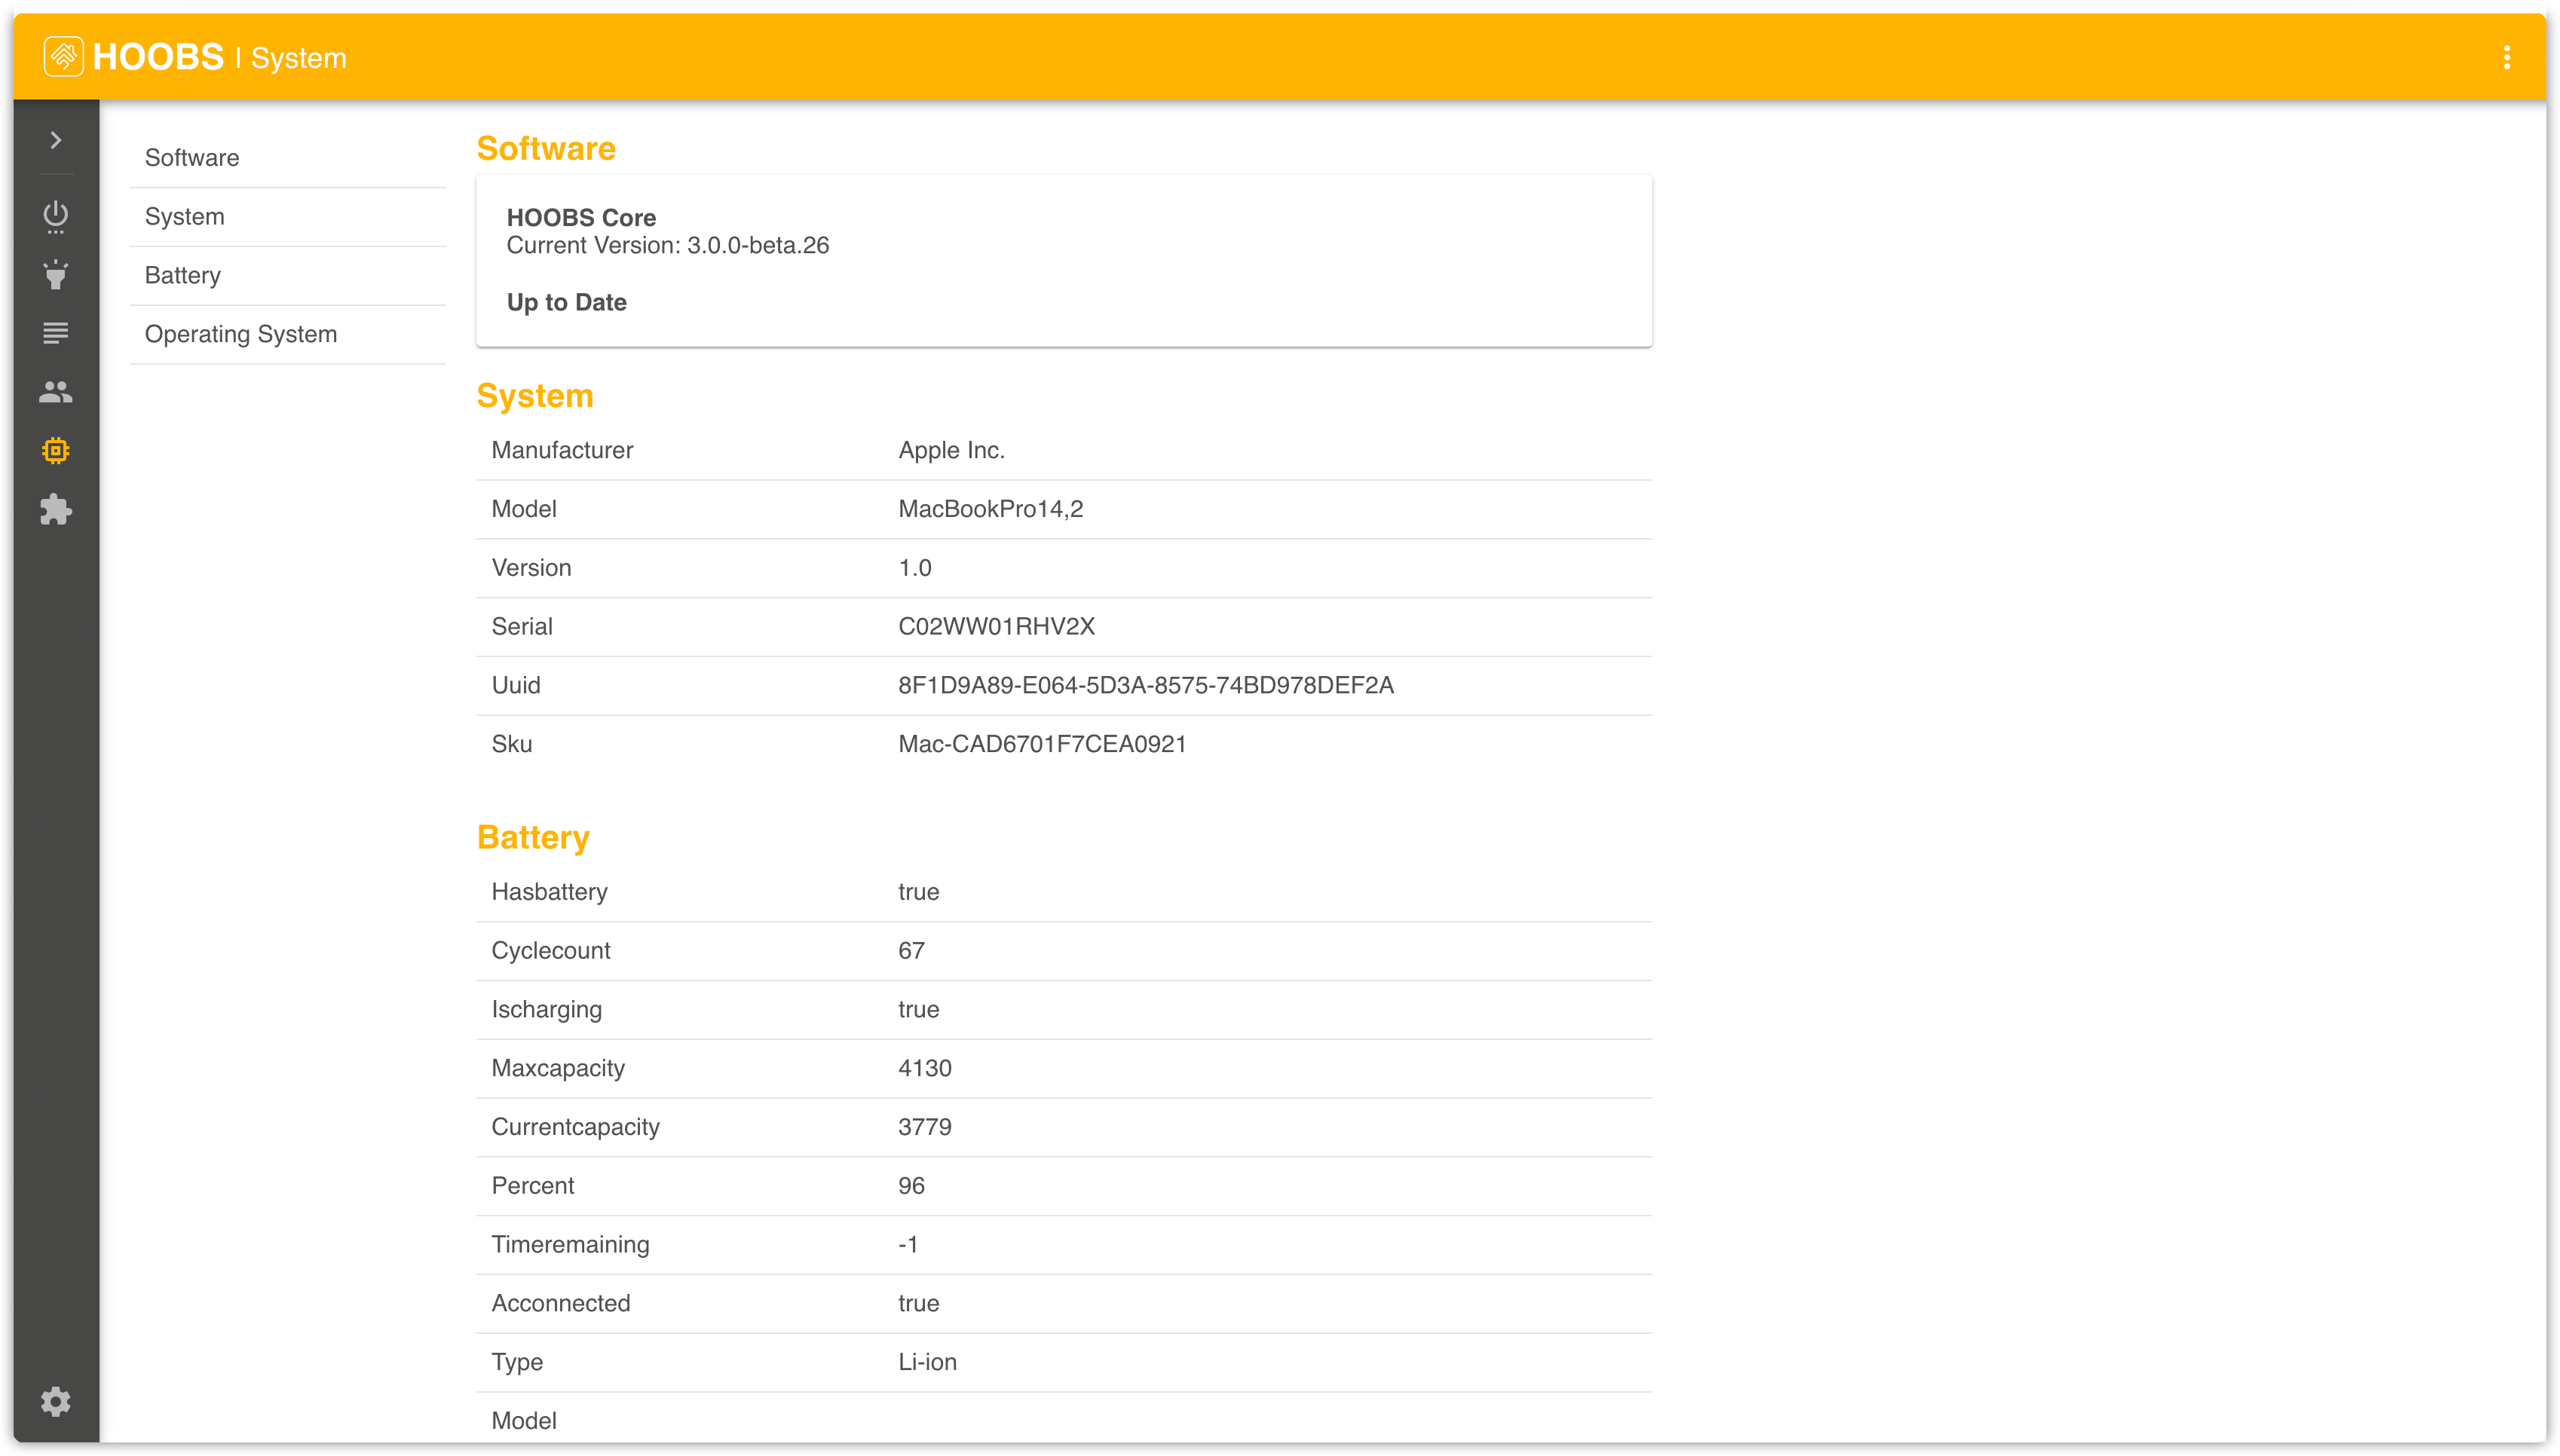 HOOBS | System
Software
System
Battery
Operating System
Software
HOOBS Core
Current Version: 3.0.0-beta.26
Up to Date
System
Manufacturer Apple Inc.
Model MacBookPro14,2
Version 1.0
Serial C02WW01RHV2X
Uuid 8F1D9A89-E064-5D3A-8575-74BD978DEF2A
Sku Mac-CAD6701F7CEA0921
Battery
Hasbattery true
Cyclecount 67
Ischarging true
Maxcapacity 4130
Currentcapacity 3779
Percent 96
Timeremaining -1
Acconnected true
Type Li-ion
Model